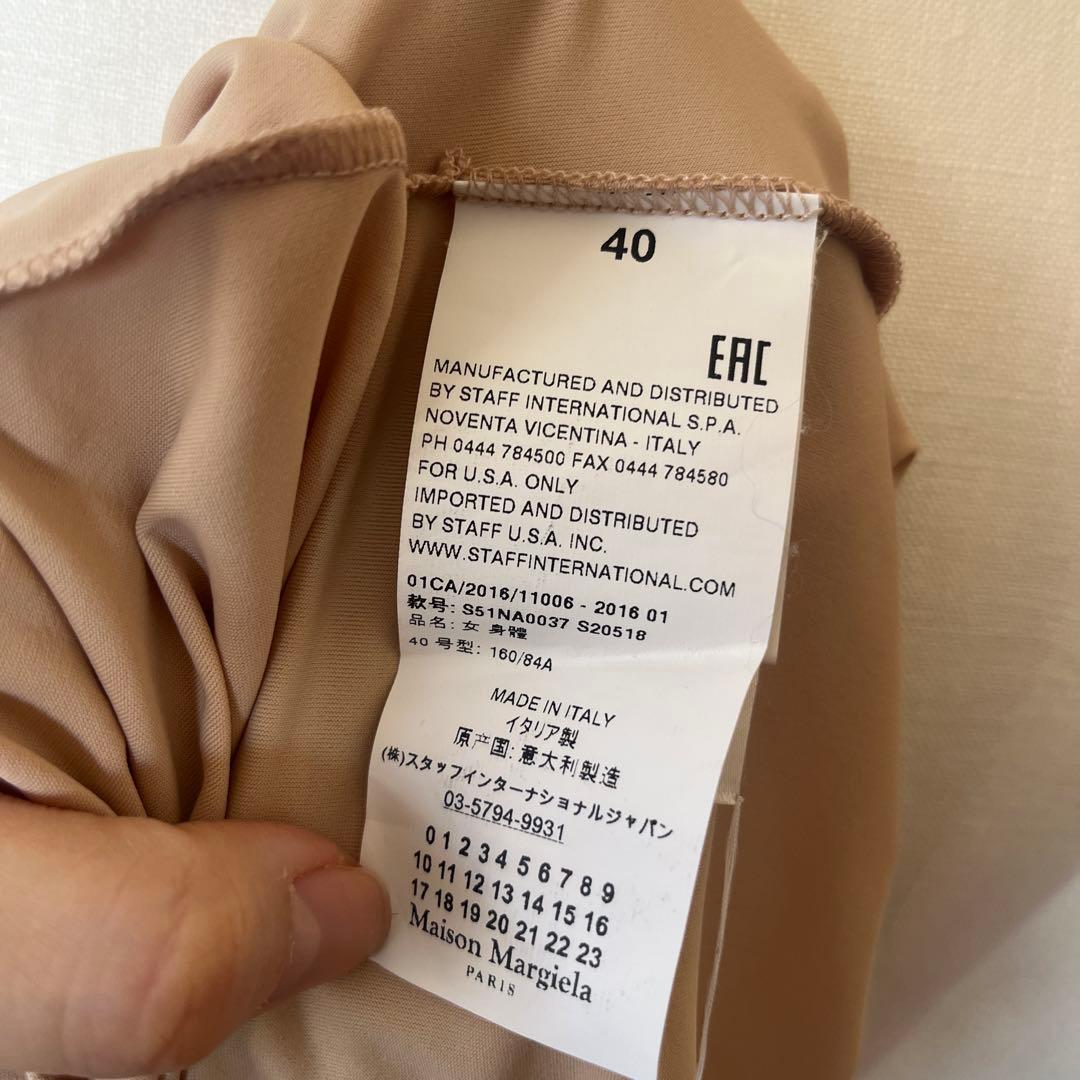 40
EAC
MANUFACTURED AND DISTRIBUTED
BY STAFF INTERNATIONAL S.P.A.
NOVENTA VICENTINA - ITALY
PH 0444 784500 FAX 0444 784580
FOR U.S.A. ONLY
IMPORTED AND DISTRIBUTED
BY STAFF U.S.A. INC.
WWW.STAFFINTERNATIONAL.COM
01CA/2016/11006 - 2016 01
款号: S51NA0037 S20518
品名: 女 身體
40 号型: 160/84A
MADE IN ITALY
イタリア製
原产国: 意大利製造
(株)スタッフインターナショナルジャパン
03-5794-9931
0 1 2 3 4 5 6 7 8 9
10 11 12 13 14 15 16
17 18 19 20 21 22 23
Maison Margiela
PARIS